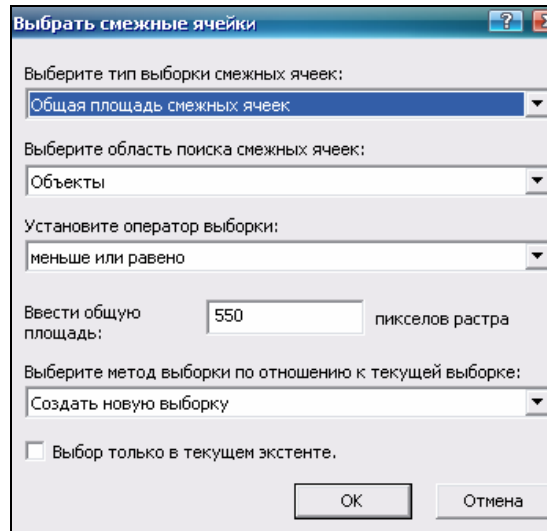 Выбрать смежные ячейки
Выберите тип выборки смежных ячеек:
Общая площадь смежных ячеек
Выберите область поиска смежных ячеек:
Объекты
Установите оператор выборки:
меньше или равено
Ввести общую
площадь:
550
пикселов растра
Выберите метод выборки по отношению к текущей выборке:
Создать новую выборку
Выбор только в текущем экстенте.
OK
Отмена